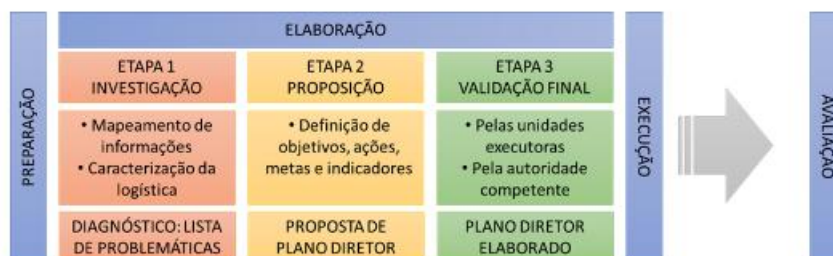 PREPARAÇÃO
ELABORAÇÃO
ETAPA 1
INVESTIGAÇÃO
• Mapeamento de
informações
• Caracterização da
logística
DIAGNÓSTICO: LISTA
DE PROBLEMÁTICAS
ETAPA 2
PROPOSIÇÃO
• Definição de
objetivos, ações,
metas e indicadores
PROPOSTA DE
PLANO DIRETOR
ETAPA 3
VALIDAÇÃO FINAL
• Pelas unidades
executoras
• Pela autoridade
competente
PLANO DIRETOR
ELABORADO
EXECUÇÃO
AVALIAÇÃO